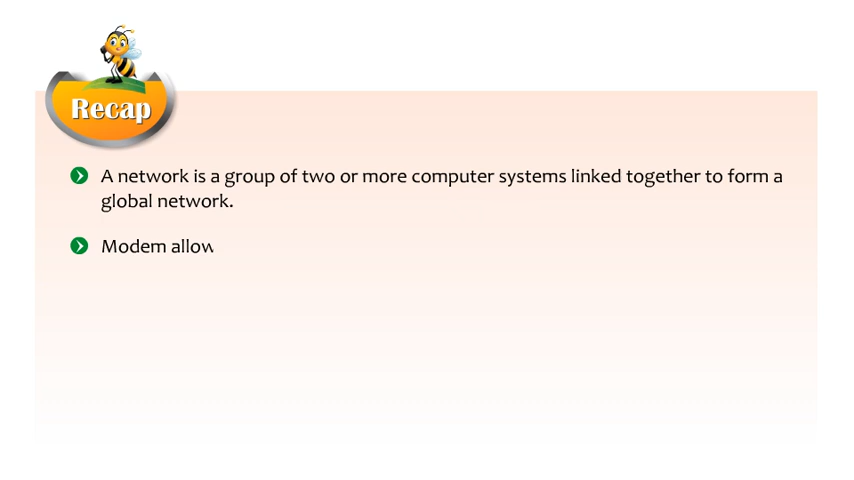 Recap
A network is a group of two or more computer systems linked together to form a
global network.
Modem allow